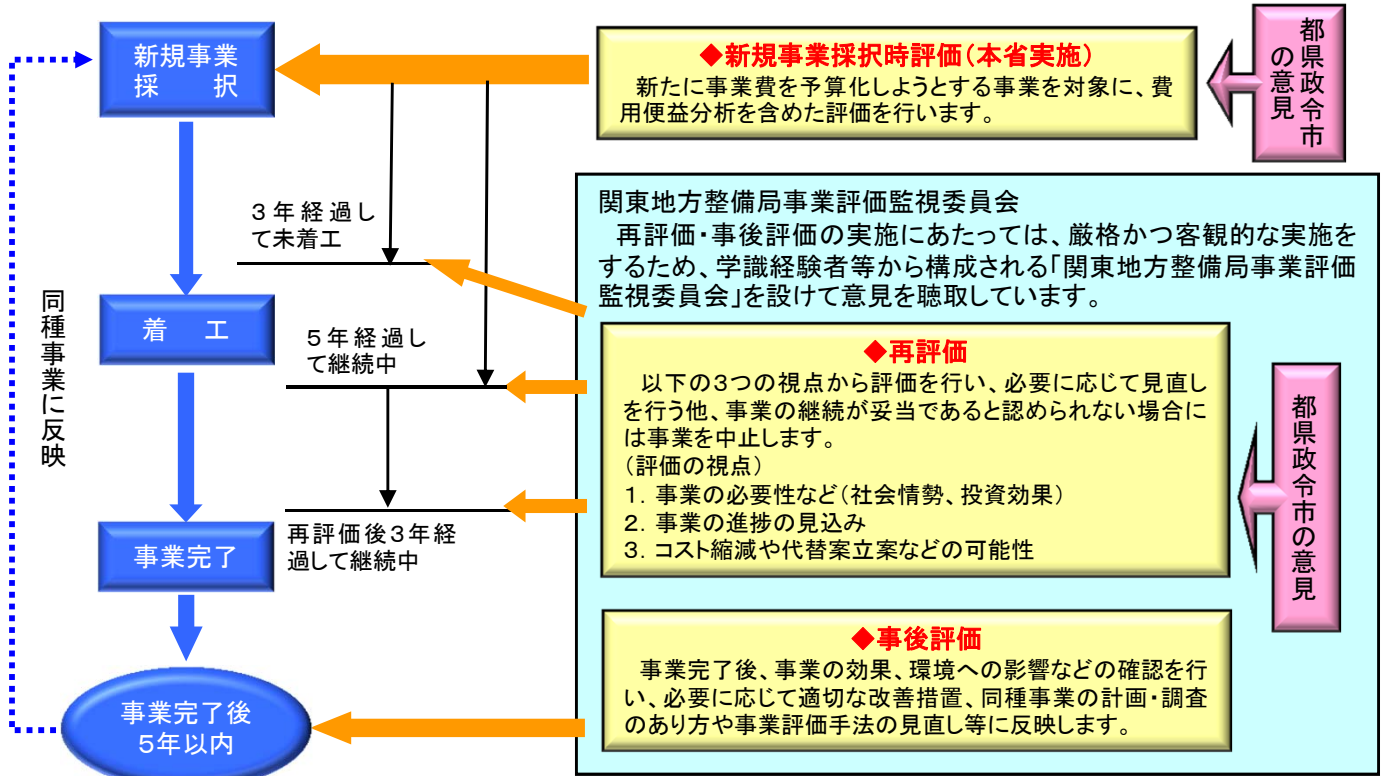 新規事業
採　択
◆新規事業採択時評価(本省実施)
新たに事業費を予算化しようとする事業を対象に、費
用便益分析を含めた評価を行います。
都県政令市
の意見
3年経過し
て未着工
関東地方整備局事業評価監視委員会
再評価・事後評価の実施にあたっては、厳格かつ客観的な実施を
するため、学識経験者等から構成される「関東地方整備局事業評価
監視委員会」を設けて意見を聴取しています。
同種事業に反映
着　工
5年経過し
て継続中
◆再評価
以下の3つの視点から評価を行い、必要に応じて見直し
を行う他、事業の継続が妥当であると認められない場合に
は事業を中止します。
(評価の視点)
1．事業の必要性など(社会情勢、投資効果)
2．事業の進捗の見込み
3．コスト縮減や代替案立案などの可能性
都県政令市の意見
事業完了
再評価後3年経
過して継続中
◆事後評価
事業完了後、事業の効果、環境への影響などの確認を行
い、必要に応じて適切な改善措置、同種事業の計画・調査
のあり方や事業評価手法の見直し等に反映します。
事業完了後
5年以内